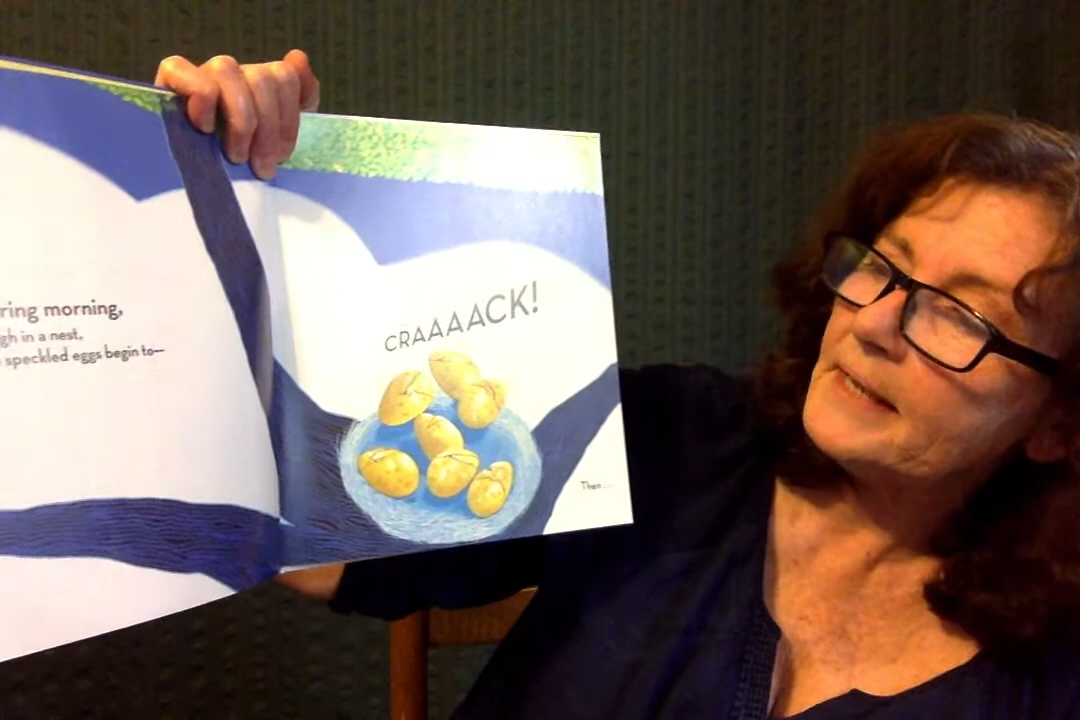 ring morning,
gh in a nest,
speckled eggs begin to—
CRAAAACK!
Then....